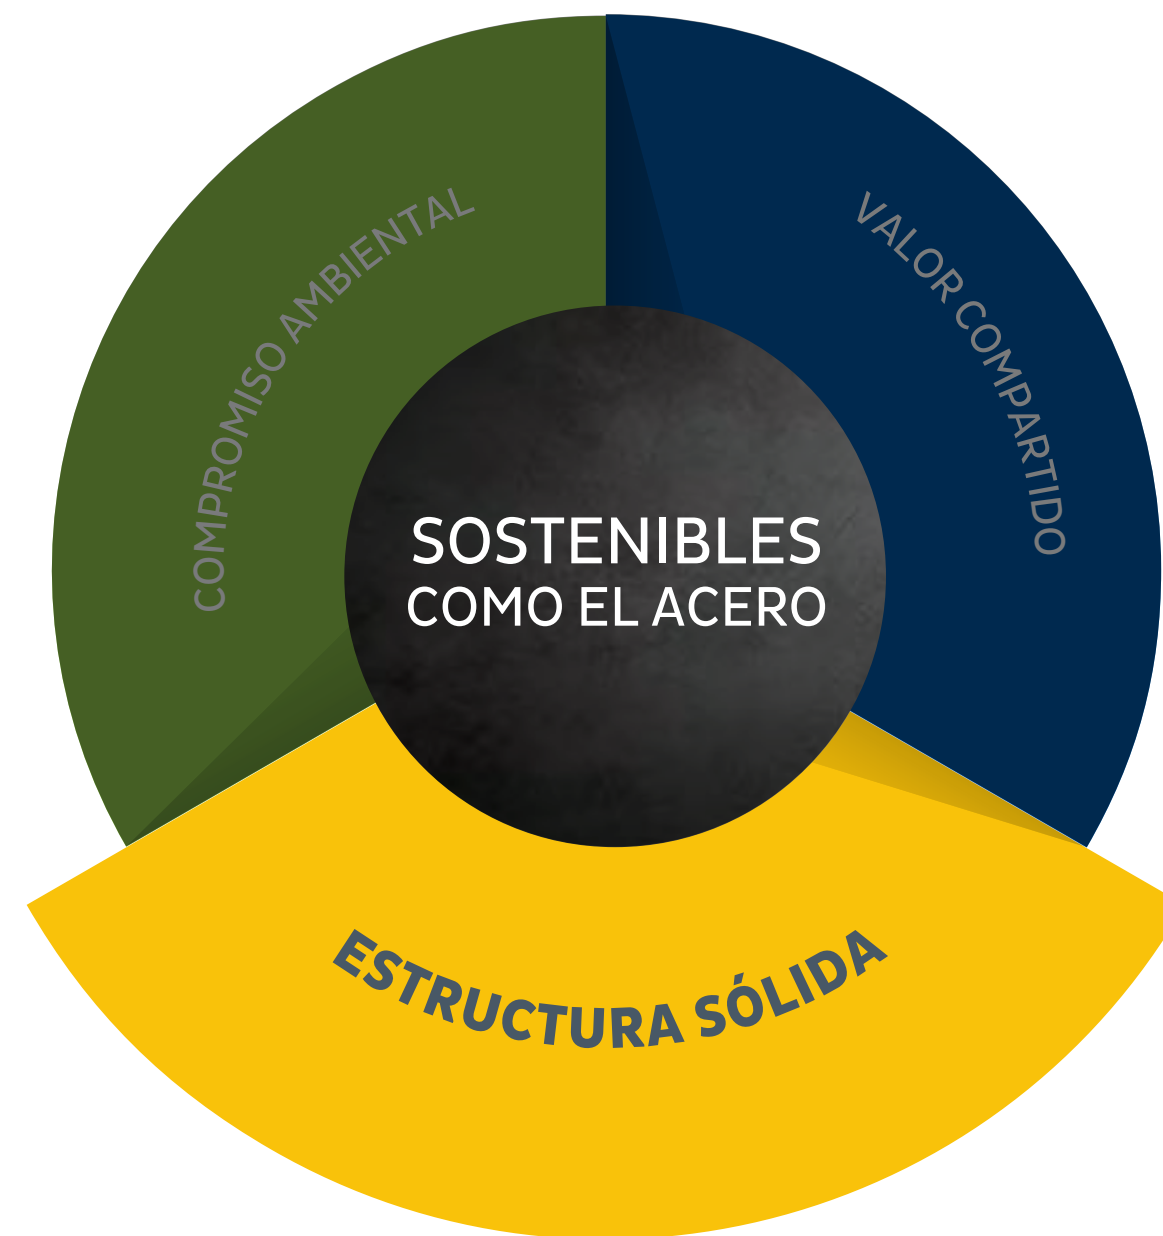 COMPROMISO AMBIENTAL
VALOR COMPARTIDO
SOSTENIBLES
COMO EL ACERO
ESTRUCTURA SÓLIDA